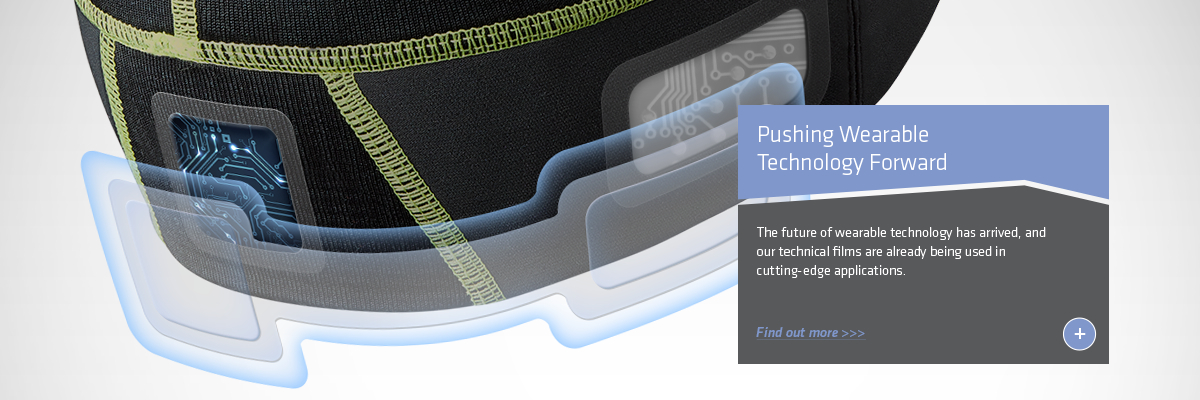 Pushing Wearable
Technology Forward
The future of wearable technology has arrived, and
our technical films are already being used in
cutting-edge applications.
Find out more >>>
+